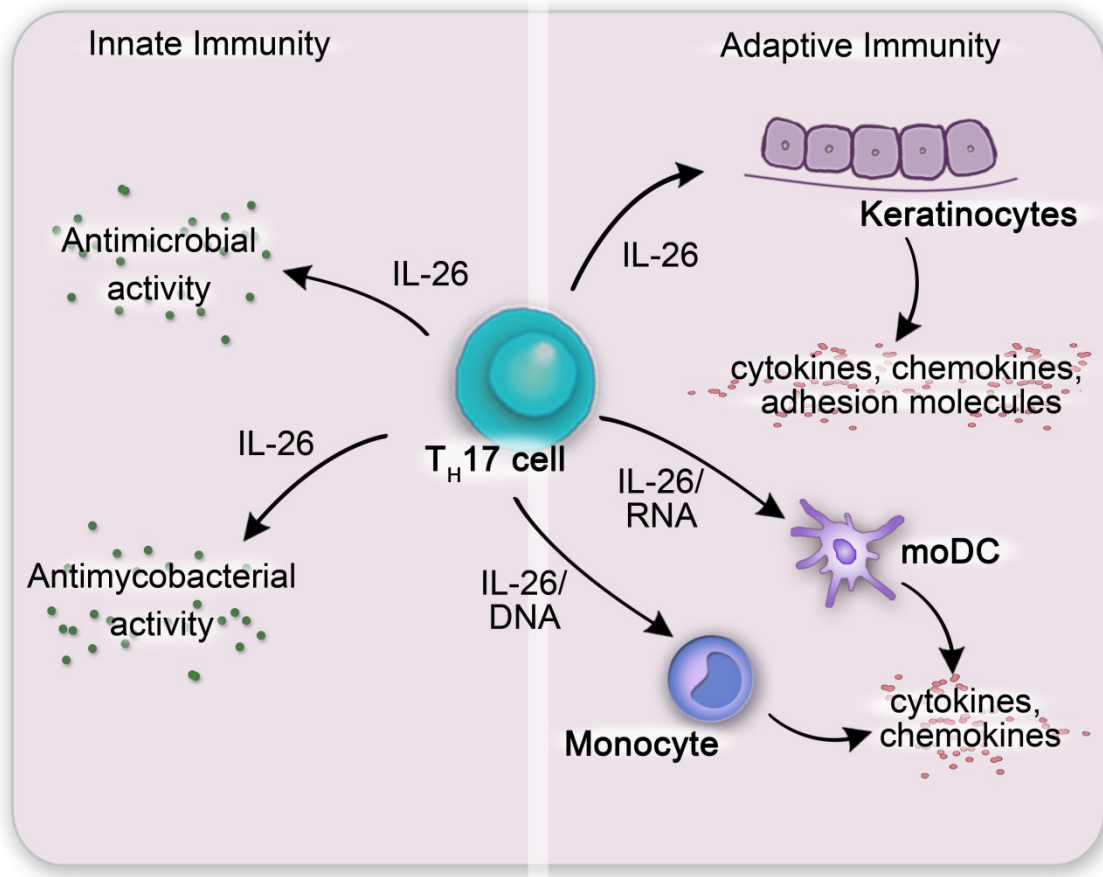 Innate Immunity
Adaptive Immunity
Antimicrobial
activity
IL-26
IL-26
Keratinocytes
cytokines, chemokines,
adhesion molecules
T_H17 cell
IL-26
Antimycobacterial
activity
IL-26/
RNA
moDC
IL-26/
DNA
Monocyte
cytokines,
chemokines